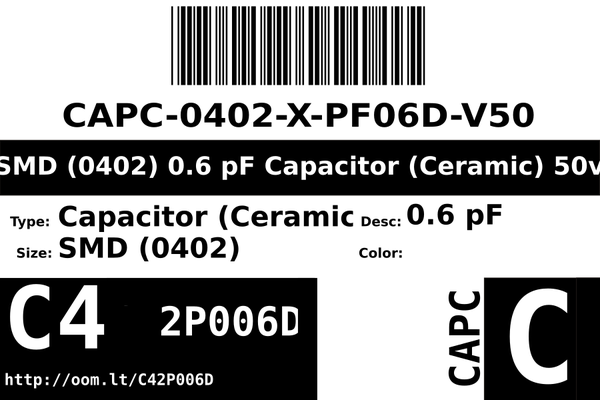 CAPC-0402-X-PF06D-V50
SMD (0402) 0.6 pF Capacitor (Ceramic) 50v
Type: Capacitor (Ceramic Desc: 0.6 pF
Size: SMD (0402) Color:
C4 2P006D
http://oom.lt/C42P006D
CAPC
C